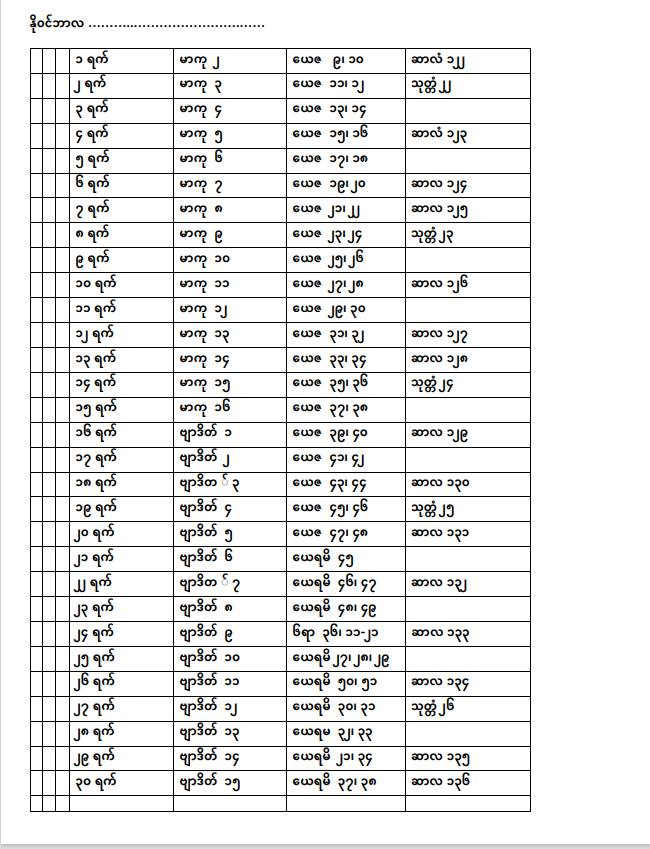 နိုဝင်ဘာလ ………...………………….……
၁ ရက် မာကု ၂ ယေဇ ၉၊ ၁၀ ဆာလံ ၁၂၂
၂ ရက် မာကု ၃ ယေဇ ၁၁၊ ၁၂ သုတ္တံ ၂၂
၃ ရက် မာကု ၄ ယေဇ ၁၃၊ ၁၄
၄ ရက် မာကု ၅ ယေဇ ၁၅၊ ၁၆ ဆာလံ ၁၂၃
၅ ရက် မာကု ၆ ယေဇ ၁၇၊ ၁၈
၆ ရက် မာကု ၇ ယေဇ ၁၉၊၂၀ ဆာလ ၁၂၄
၇ ရက် မာကု ၈ ယေဇ ၂၁၊ ၂၂ ဆာလ ၁၂၅
၈ ရက် မာကု ၉ ယေဇ ၂၃၊၂၄ သုတ္တံ ၂၃
၉ ရက် မာကု ၁၀ ယေဇ ၂၅၊၂၆
၁၀ ရက် မာကု ၁၁ ယေဇ ၂၇၊၂၈ ဆာလ ၁၂၆
၁၁ ရက် မာကု ၁၂ ယေဇ ၂၉၊ ၃၀
၁၂ ရက် မာကု ၁၃ ယေဇ ၃၁၊ ၃၂ ဆာလ ၁၂၇
၁၃ ရက် မာကု ၁၄ ယေဇ ၃၃၊ ၃၄ ဆာလ ၁၂၈
၁၄ ရက် မာကု ၁၅ ယေဇ ၃၅၊ ၃၆ သုတ္တံ ၂၄
၁၅ ရက် မာကု ၁၆ ယေဇ ၃၇၊ ၃၈
၁၆ ရက် ဗျာဒိတ် ၁ ယေဇ ၃၉၊ ၄၀ ဆာလ ၁၂၉
၁၇ ရက် ဗျာဒိတ် ၂ ယေဇ ၄၁၊ ၄၂
၁၈ ရက် ဗျာဒိတ ် ၃ ယေဇ ၄၃၊ ၄၄ ဆာလ ၁၃၀
၁၉ ရက် ဗျာဒိတ် ၄ ယေဇ ၄၅၊ ၄၆ သုတ္တံ ၂၅
၂၀ ရက် ဗျာဒိတ် ၅ ယေဇ ၄၇၊ ၄၈ ဆာလ ၁၃၁
၂၁ ရက် ဗျာဒိတ် ၆ ယေရမိ ၄၅
၂၂ ရက် ဗျာဒိတ ် ၇ ယေရမိ ၄၆၊ ၄၇ ဆာလ ၁၃၂
၂၃ ရက် ဗျာဒိတ် ၈ ယေရမိ ၄၈၊ ၄၉
၂၄ ရက် ဗျာဒိတ် ၉ ၆ရာ ၃၆၊ ၁၁-၂၁ ဆာလ ၁၃၃
၂၅ ရက် ဗျာဒိတ် ၁၀ ယေရမိ ၂၇၊ ၂၈၊ ၂၉
၂၆ ရက် ဗျာဒိတ် ၁၁ ယေရမိ ၅၀၊ ၅၁ ဆာလ ၁၃၄
၂၇ ရက် ဗျာဒိတ် ၁၂ ယေရမိ ၃၀၊ ၃၁ သုတ္တံ ၂၆
၂၈ ရက် ဗျာဒိတ် ၁၃ ယေရမ ၃၂၊ ၃၃
၂၉ ရက် ဗျာဒိတ် ၁၄ ယေရမိ ၂၁၊ ၃၄ ဆာလ ၁၃၅
၃၀ ရက် ဗျာဒိတ် ၁၅ ယေရမိ ၃၇၊ ၃၈ ဆာလ ၁၃၆